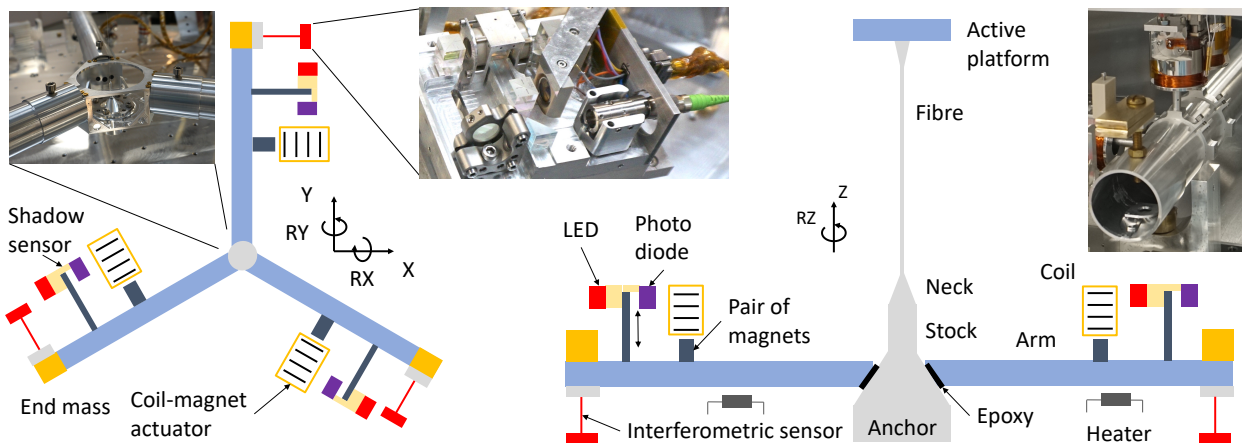 Shadow
sensor
Y
RY
RX
X
End mass
Coil-magnet
actuator
Active
platform
Fibre
Z
RZ
LED
Photo
diode
Pair of
magnets
Neck
Stock
Coil
Arm
Interferometric sensor
Anchor
Epoxy
Heater